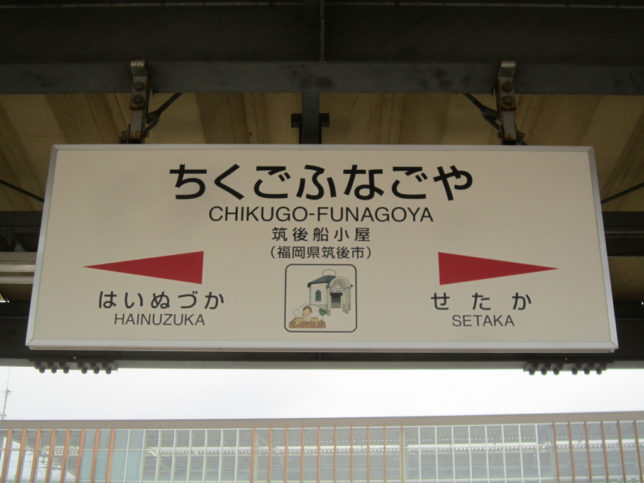 ちくごふなごや
CHIKUGO-FUNAGOYA
筑後船小屋
（福岡県筑後市）
はいぬづか
HAINUZUKA
せたか
SETAKA